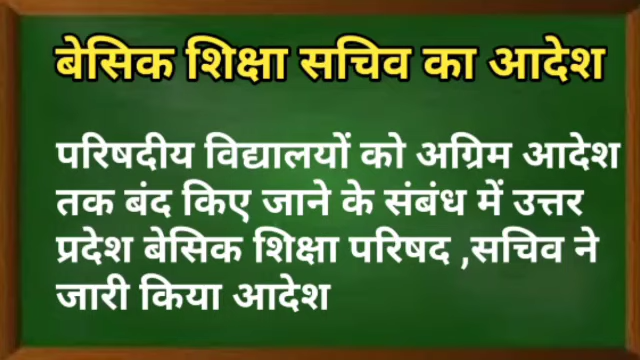 बेसिक शिक्षा सचिव का आदेश
परिषदीय विद्यालयों को अग्रिम आदेश
तक बंद किए जाने के संबंध में उत्तर
प्रदेश बेसिक शिक्षा परिषद ,सचिव ने
जारी किया आदेश